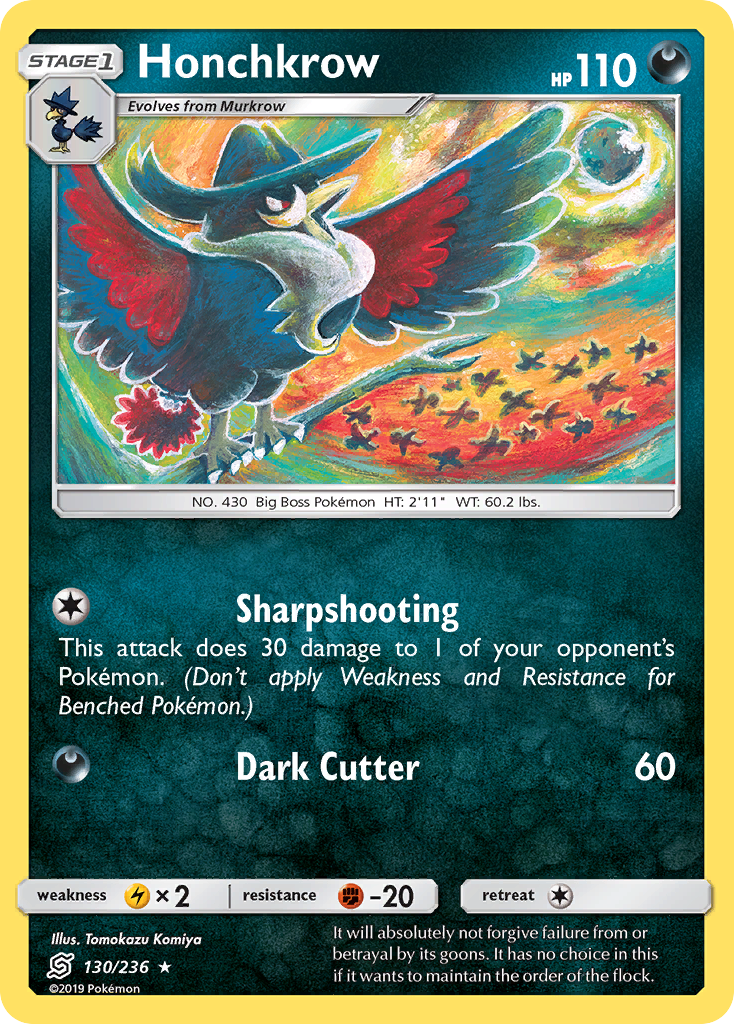 STAGE1
Honchkrow
HP 110
Evolves from Murkrow
NO. 430 Big Boss Pokémon HT: 2'11" WT: 60.2 lbs.
Sharpshooting
This attack does 30 damage to 1 of your opponent's
Pokémon. (Don't apply Weakness and Resistance for
Benched Pokémon.)
Dark Cutter 60
weakness ×2 resistance -20 retreat
Illus. Tomokazu Komiya
130/236 ★
©2019 Pokémon
It will absolutely not forgive failure from or
betrayal by its goons. It has no choice in this
if it wants to maintain the order of the flock.